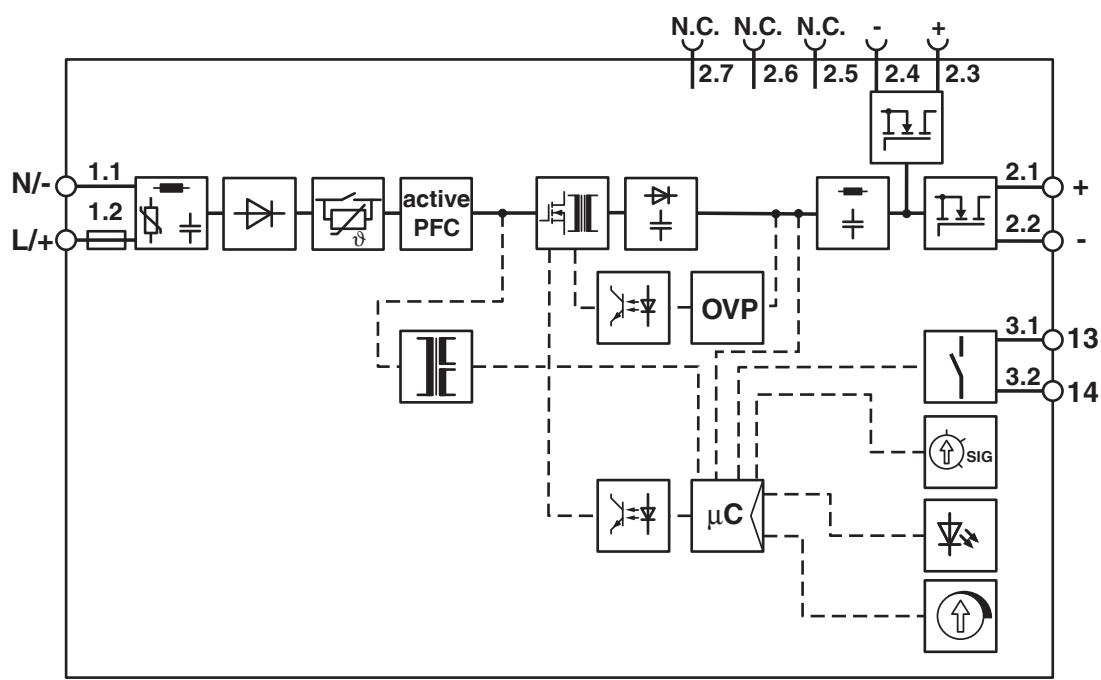 N.C. N.C. N.C. - +
2.7 2.6 2.5 2.4 2.3
N/- 1.1
1.2
L/+
active
PFC
ϑ
2.1 +
2.2 -
OVP
3.1 13
3.2 14
SIG
μC